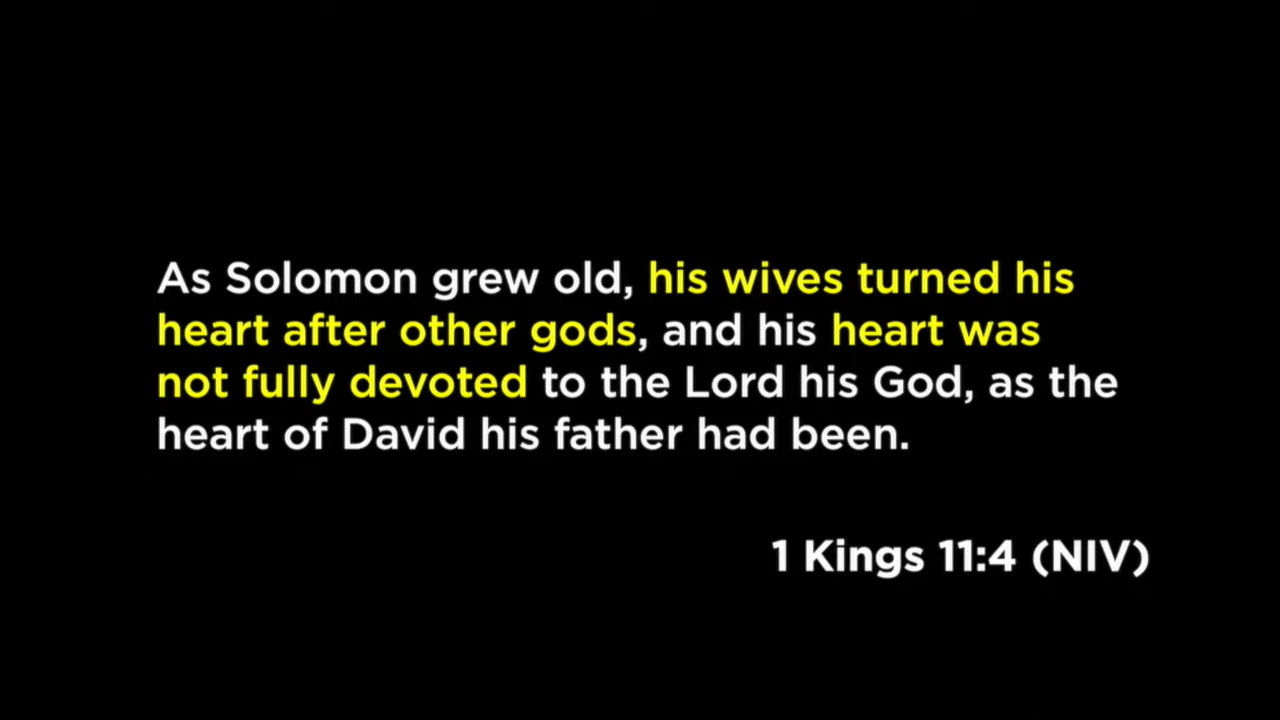 As Solomon grew old, his wives turned his
heart after other gods, and his heart was
not fully devoted to the Lord his God, as the
heart of David his father had been.
1 Kings 11:4 (NIV)